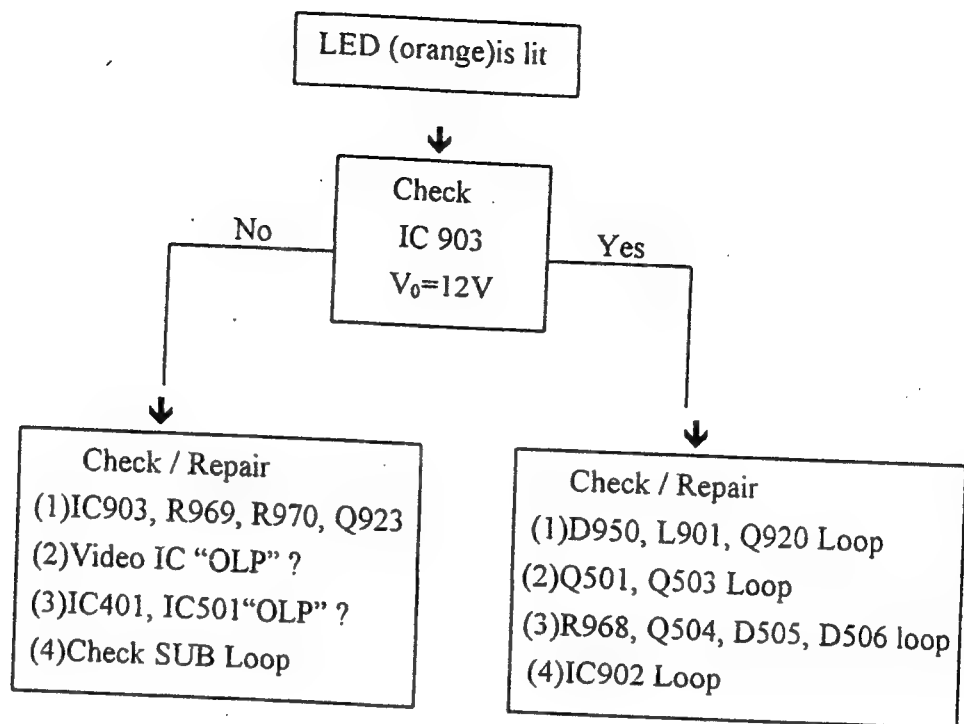 LED (orange)is lit
Check
IC 903
V₀=12V
No
Yes
Check / Repair
(1)IC903, R969, R970, Q923
(2)Video IC “OLP” ?
(3)IC401, IC501“OLP” ?
(4)Check SUB Loop
Check / Repair
(1)D950, L901, Q920 Loop
(2)Q501, Q503 Loop
(3)R968, Q504, D505, D506 loop
(4)IC902 Loop